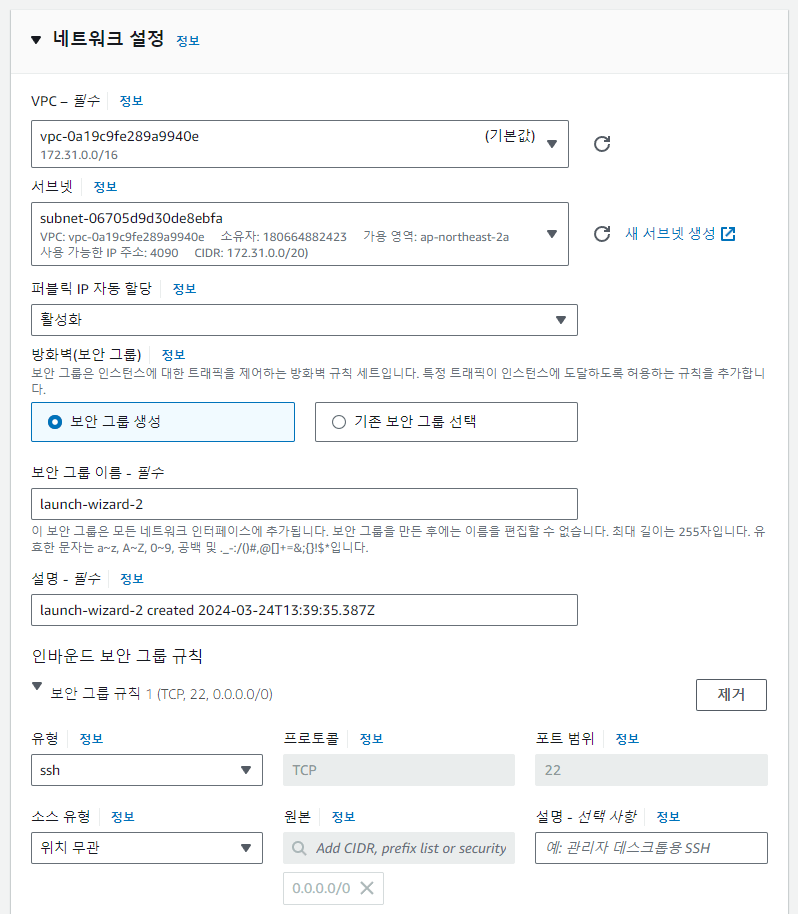 네트워크 설정 정보
VPC – 필수 정보
vpc-0a19c9fe289a9940e (기본값)
172.31.0.0/16
서브넷 정보
subnet-06705d9d30de8ebfa
VPC: vpc-0a19c9fe289a9940e 소유자: 180664882423 가용 영역: ap-northeast-2a
사용 가능한 IP 주소: 4090 CIDR: 172.31.0.0/20)
새 서브넷 생성
퍼블릭 IP 자동 할당 정보
활성화
방화벽(보안 그룹) 정보
보안 그룹은 인스턴스에 대한 트래픽을 제어하는 방화벽 규칙 세트입니다. 특정 트래픽이 인스턴스에 도달하도록 허용하는 규칙을 추가합니
다.
보안 그룹 생성 기존 보안 그룹 선택
보안 그룹 이름 - 필수
launch-wizard-2
이 보안 그룹은 모든 네트워크 인터페이스에 추가됩니다. 보안 그룹을 만든 후에는 이름을 편집할 수 없습니다. 최대 길이는 255자입니다. 유
효한 문자는 a~z, A~Z, 0~9, 공백 및 ._-:/()#,@[]+=&;{}!$*입니다.
설명 - 필수 정보
launch-wizard-2 created 2024-03-24T13:39:35.387Z
인바운드 보안 그룹 규칙
보안 그룹 규칙 1 (TCP, 22, 0.0.0.0/0) 제거
유형 정보 프로토콜 정보 포트 범위 정보
ssh TCP 22
소스 유형 정보 원본 정보 설명 - 선택 사항 정보
위치 무관 Add CIDR, prefix list or security 예: 관리자 데스크톱용 SSH
0.0.0.0/0